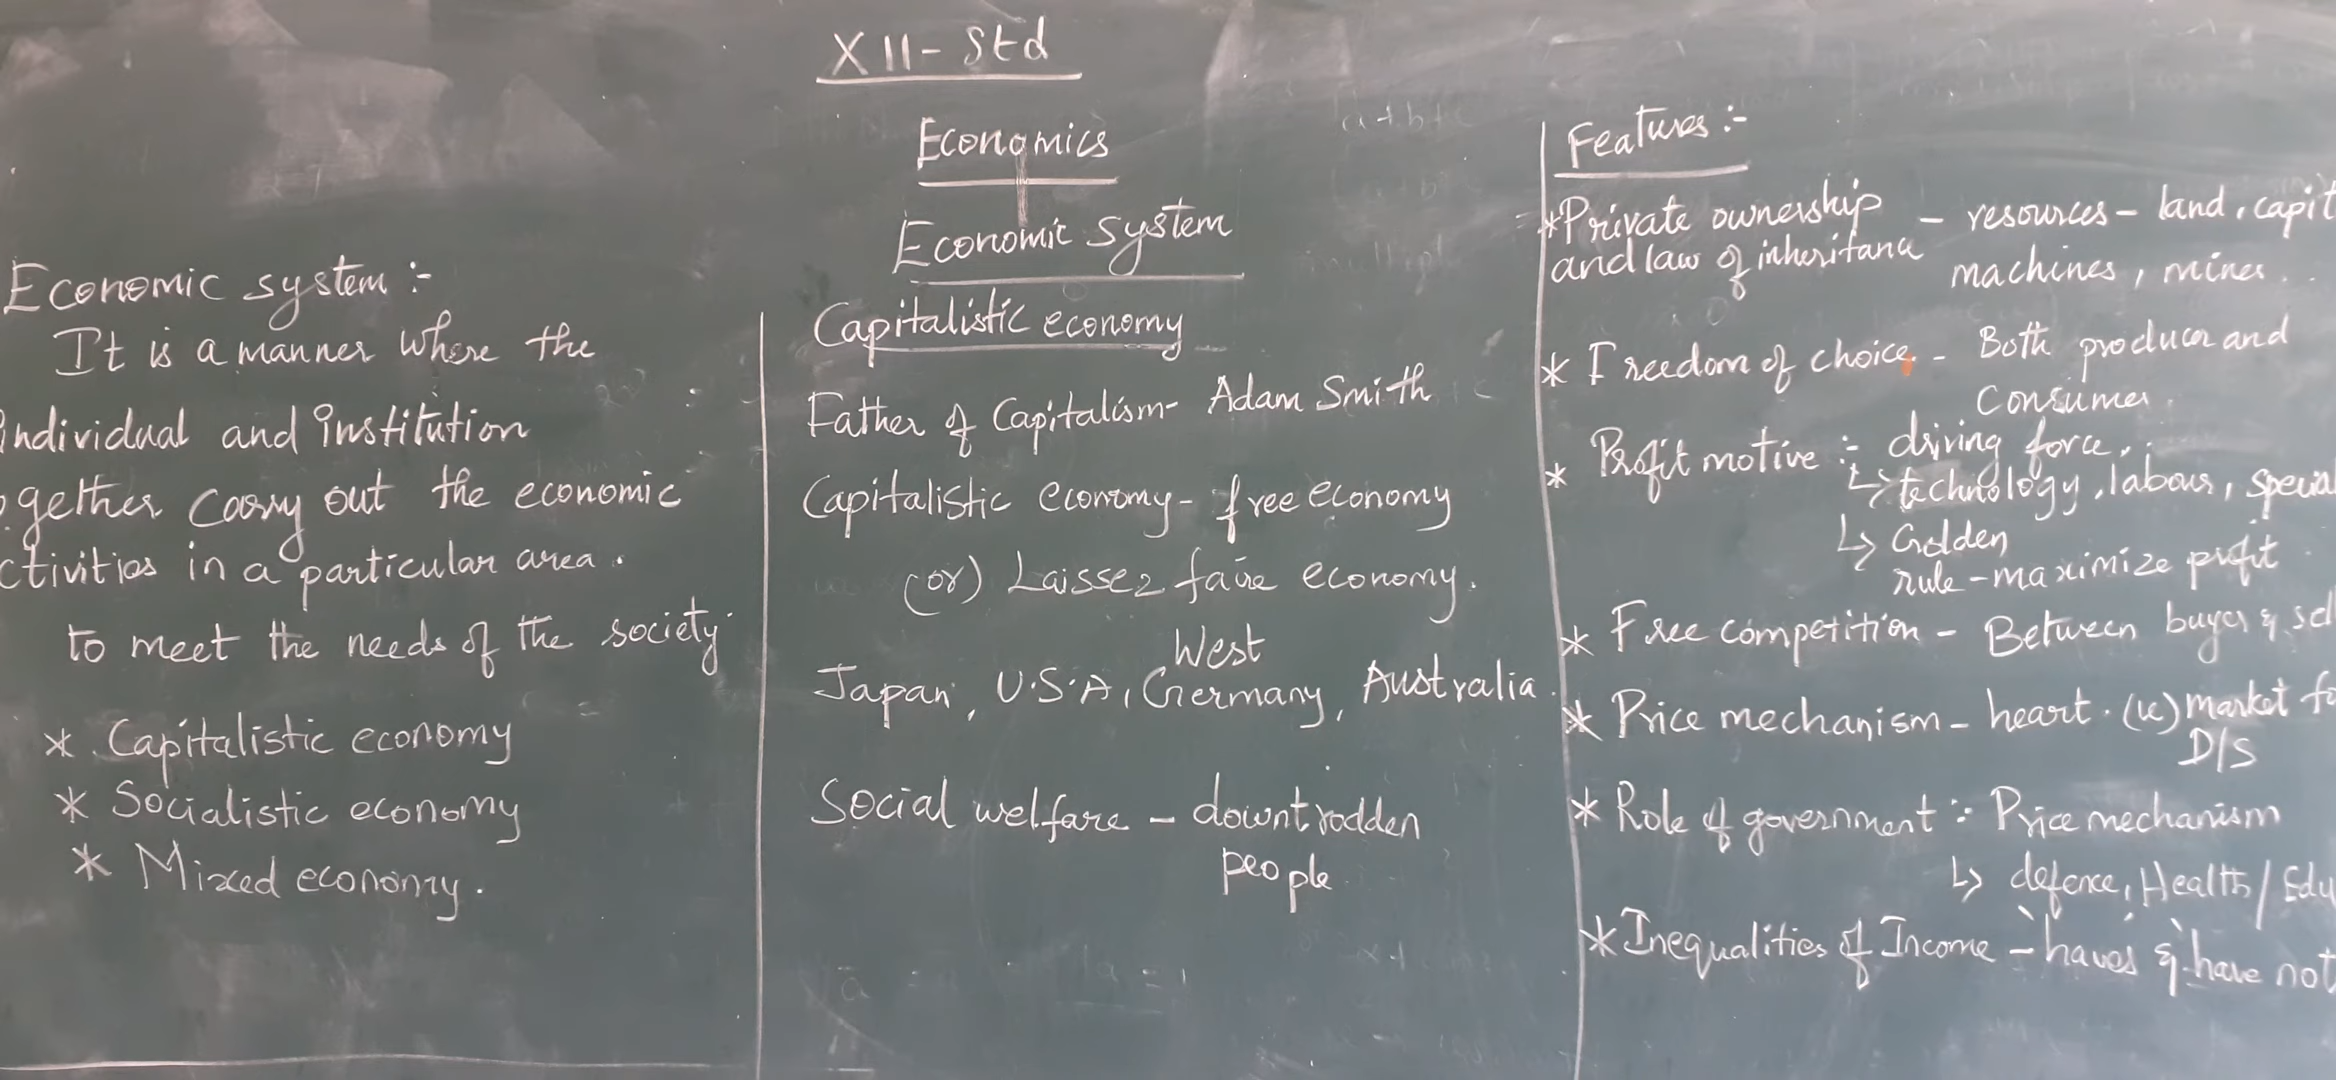 XII - Std
Economics
Economic system
Economic system :-
It is a manner where the
individual and institution
ogether carry out the economic
ctivities in a particular area.
to meet the needs of the society.
* Capitalistic economy
* Socialistic economy
* Mixed economy.
Capitalistic economy
Father of Capitalism - Adam Smith
Capitalistic economy - free economy
(or) Laissez faire economy.
West
Japan, U.S.A, Germany, Australia.
Social welfare - downtrodden
people
Features :-
* Private ownership - resources - land, capit
and law of inheritance machines, mines..
* Freedom of choice - Both producer and
Consumer.
* Profit motive :- driving force.
↳ technology, labour, special
↳ Golden
rule - maximize profit
* Free competition - Between buyer & sel
* Price mechanism - heart. market fo
D/S
* Role of government :- Price mechanism
↳ defence, Health / Edu
* Inequalities of Income - haves & have not